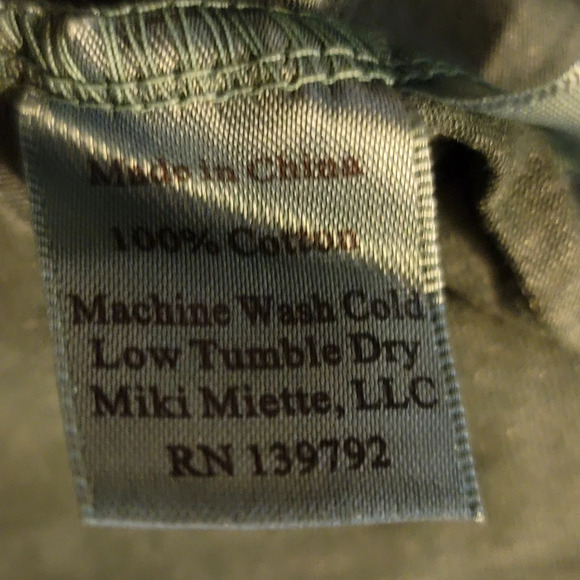 Made in China
100% Cotton
Machine Wash Cold
Low Tumble Dry
Miki Miette, LLC
RN 139792